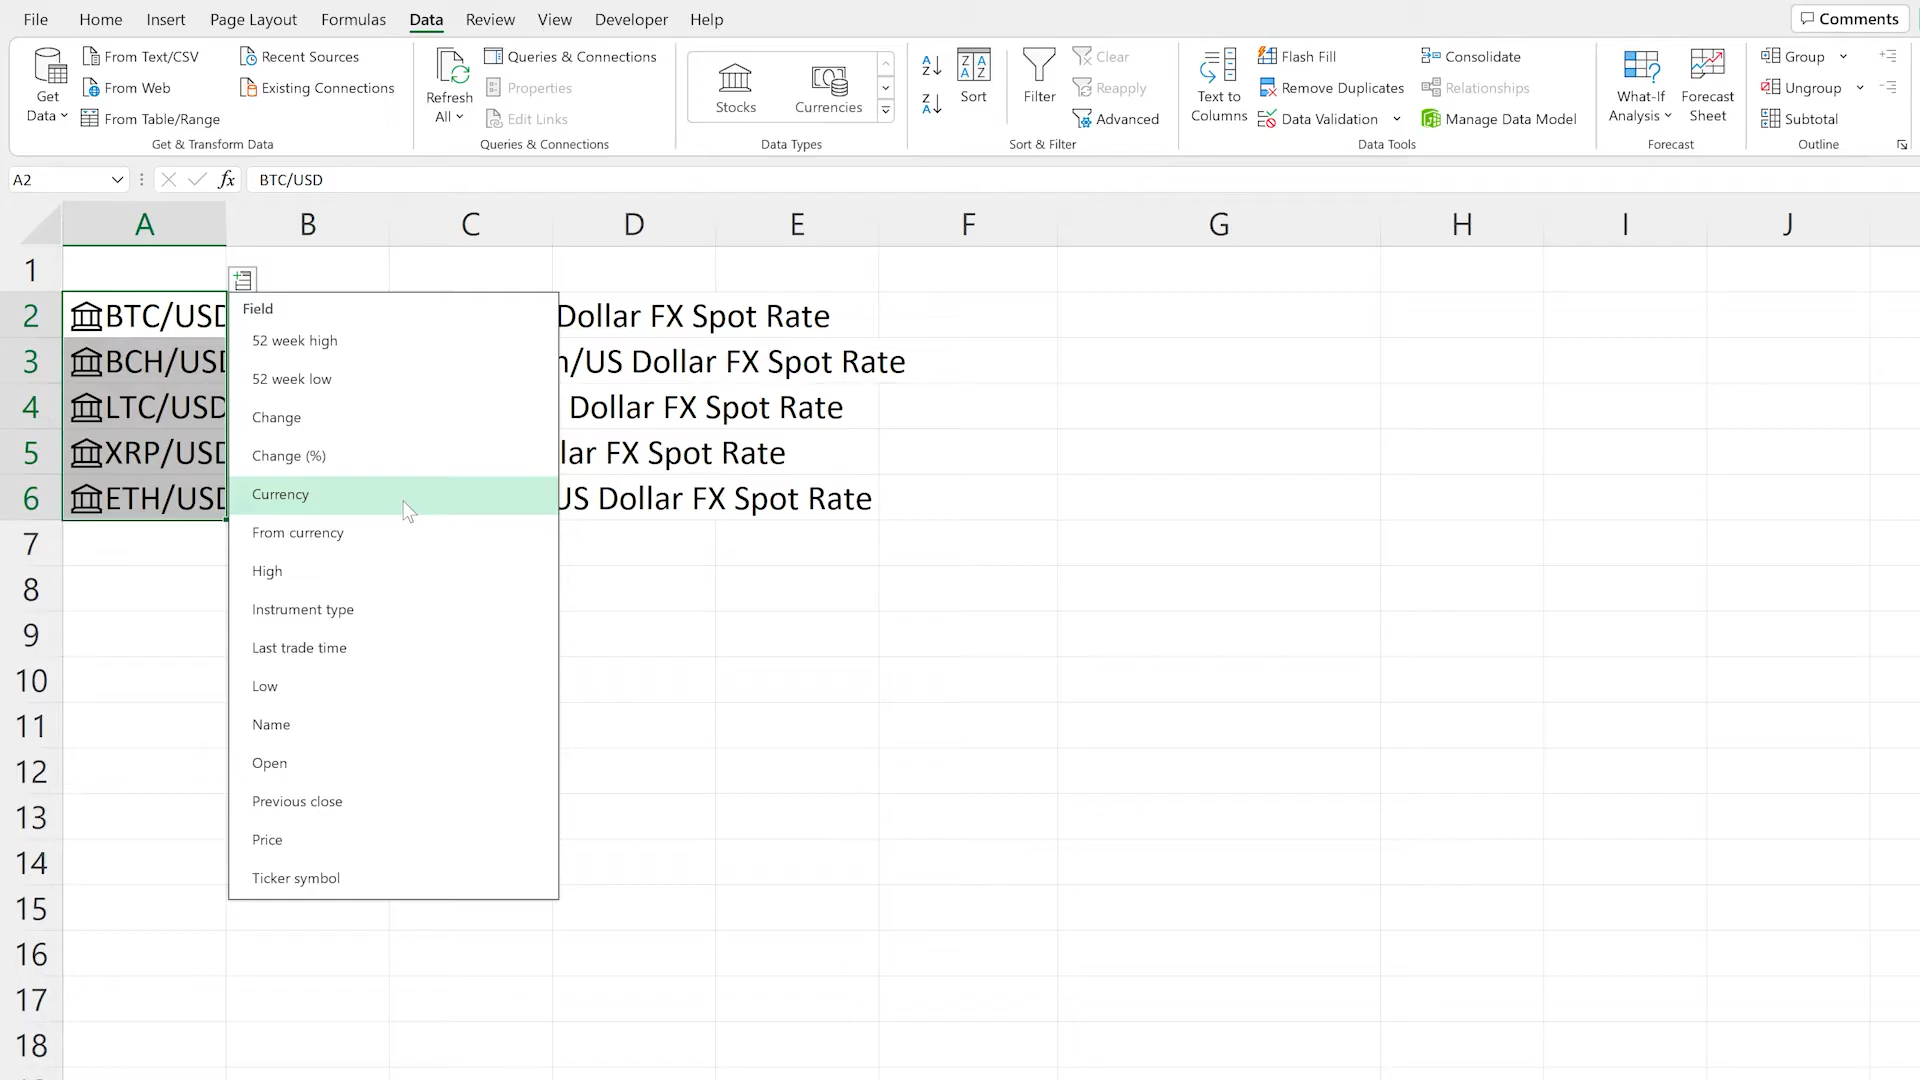 File Home Insert Page Layout Formulas Data Review View Developer Help Comments
Get Data
From Text/CSV
From Web
From Table/Range
Recent Sources
Existing Connections
Get & Transform Data
Refresh All
Queries & Connections
Properties
Edit Links
Queries & Connections
Stocks
Currencies
Data Types
Sort
Filter
Clear
Reapply
Advanced
Sort & Filter
Text to Columns
Flash Fill
Remove Duplicates
Data Validation
Consolidate
Relationships
Manage Data Model
Data Tools
What-If Analysis
Forecast Sheet
Forecast
Group
Ungroup
Subtotal
Outline
A2 fx BTC/USD
A B C D E F G H I J
1
2 BTC/USD Dollar FX Spot Rate
3 BCH/USD /US Dollar FX Spot Rate
4 LTC/USD Dollar FX Spot Rate
5 XRP/USD lar FX Spot Rate
6 ETH/USD US Dollar FX Spot Rate
7
8
9
10
11
12
13
14
15
16
17
18
Field
52 week high
52 week low
Change
Change (%)
Currency
From currency
High
Instrument type
Last trade time
Low
Name
Open
Previous close
Price
Ticker symbol